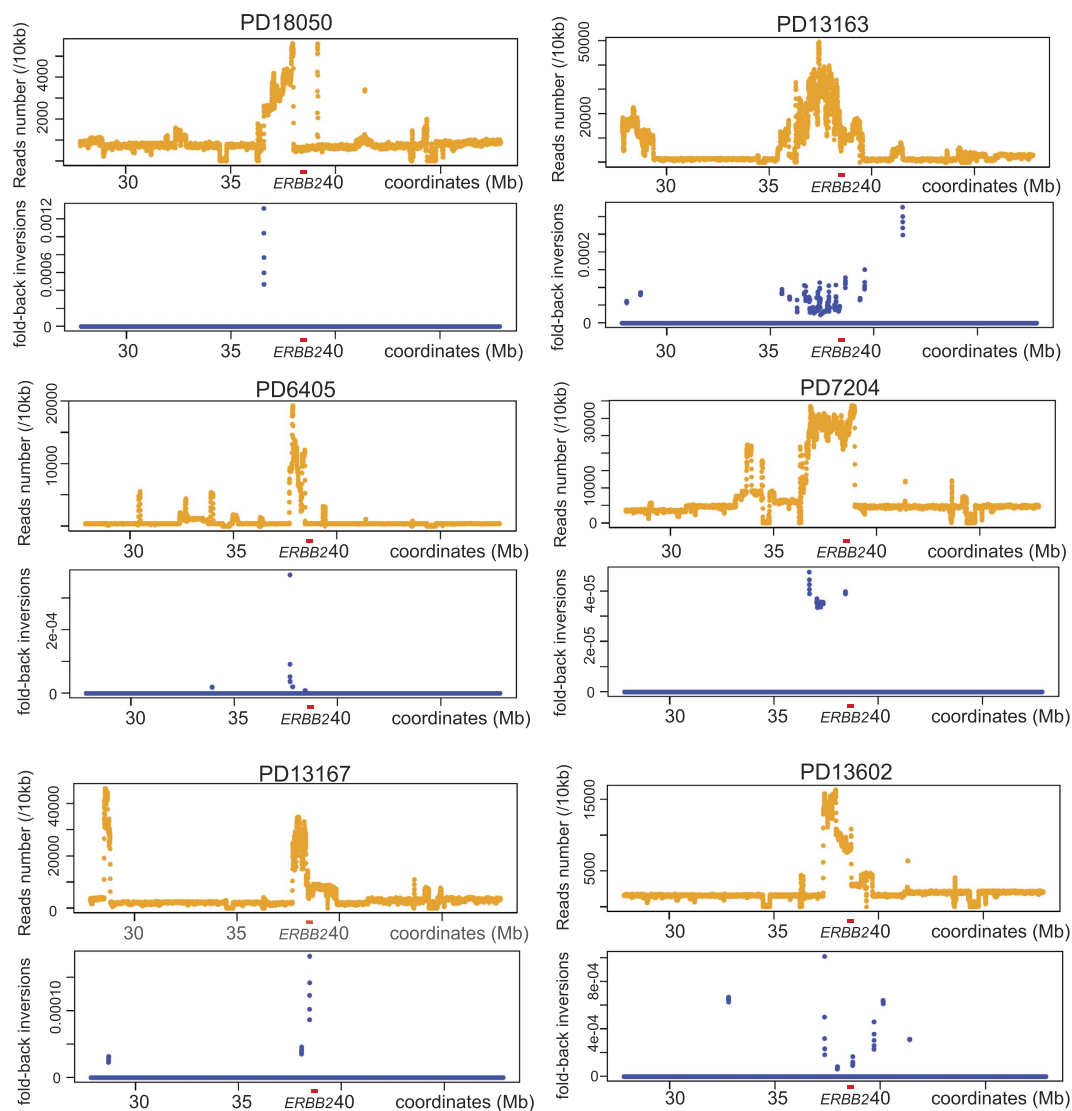 PD18050
Reads number (/10kb)
2000 4000
30 35 ERBB2 40 coordinates (Mb)
fold-back inversions
0 0.0006 0.0012
30 35 ERBB2 40 coordinates (Mb)
PD13163
Reads number (/10kb)
20000 50000
30 35 ERBB2 40 coordinates (Mb)
fold-back inversions
0 0.0002
30 35 ERBB2 40 coordinates (Mb)
PD6405
Reads number (/10kb)
0 10000 20000
30 35 ERBB2 40 coordinates (Mb)
fold-back inversions
0 2e-04
30 35 ERBB2 40 coordinates (Mb)
PD7204
Reads number (/10kb)
0 10000 30000
30 35 ERBB2 40 coordinates (Mb)
fold-back inversions
0 2e-05 4e-05
30 35 ERBB2 40 coordinates (Mb)
PD13167
Reads number (/10kb)
0 20000 40000
30 35 ERBB2 40 coordinates (Mb)
fold-back inversions
0 0.00010
30 35 ERBB2 40 coordinates (Mb)
PD13602
Reads number (/10kb)
5000 15000
30 35 ERBB2 40 coordinates (Mb)
fold-back inversions
0 4e-04 8e-04
30 35 ERBB2 40 coordinates (Mb)